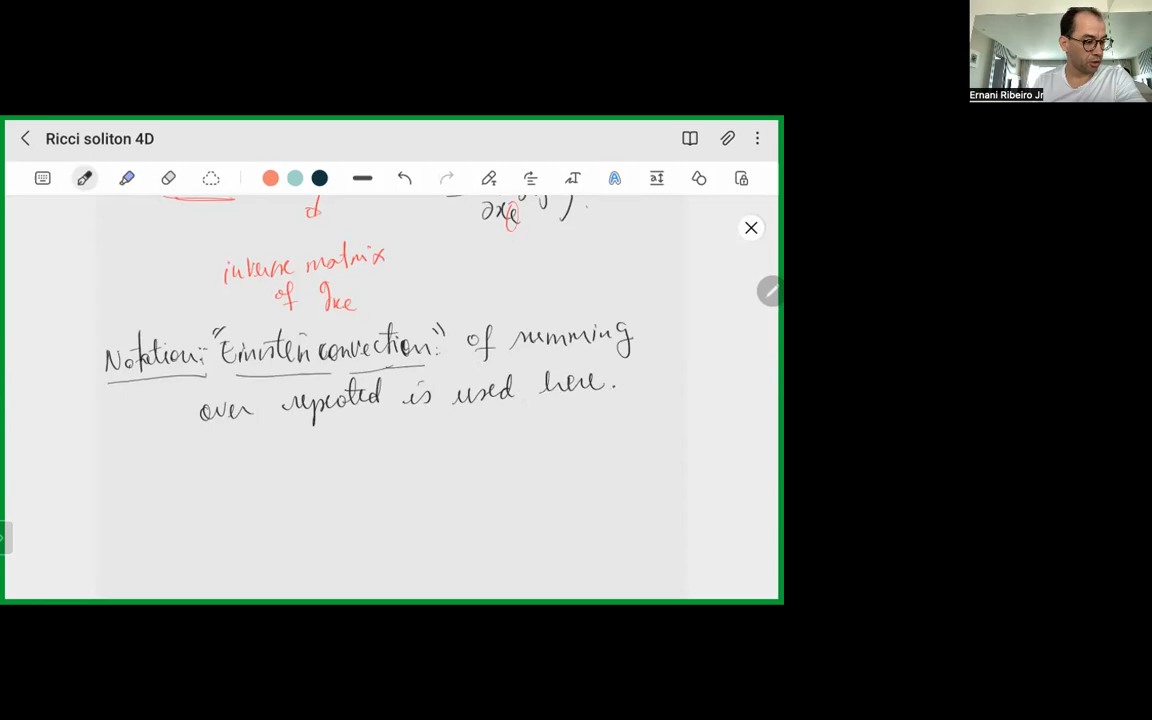 Ernani Ribeiro Jr
Ricci soliton 4D
∂xℓ
inverse matrix
of gkℓ
Notation: "Einstein convection" of summing
over repeated is used here.